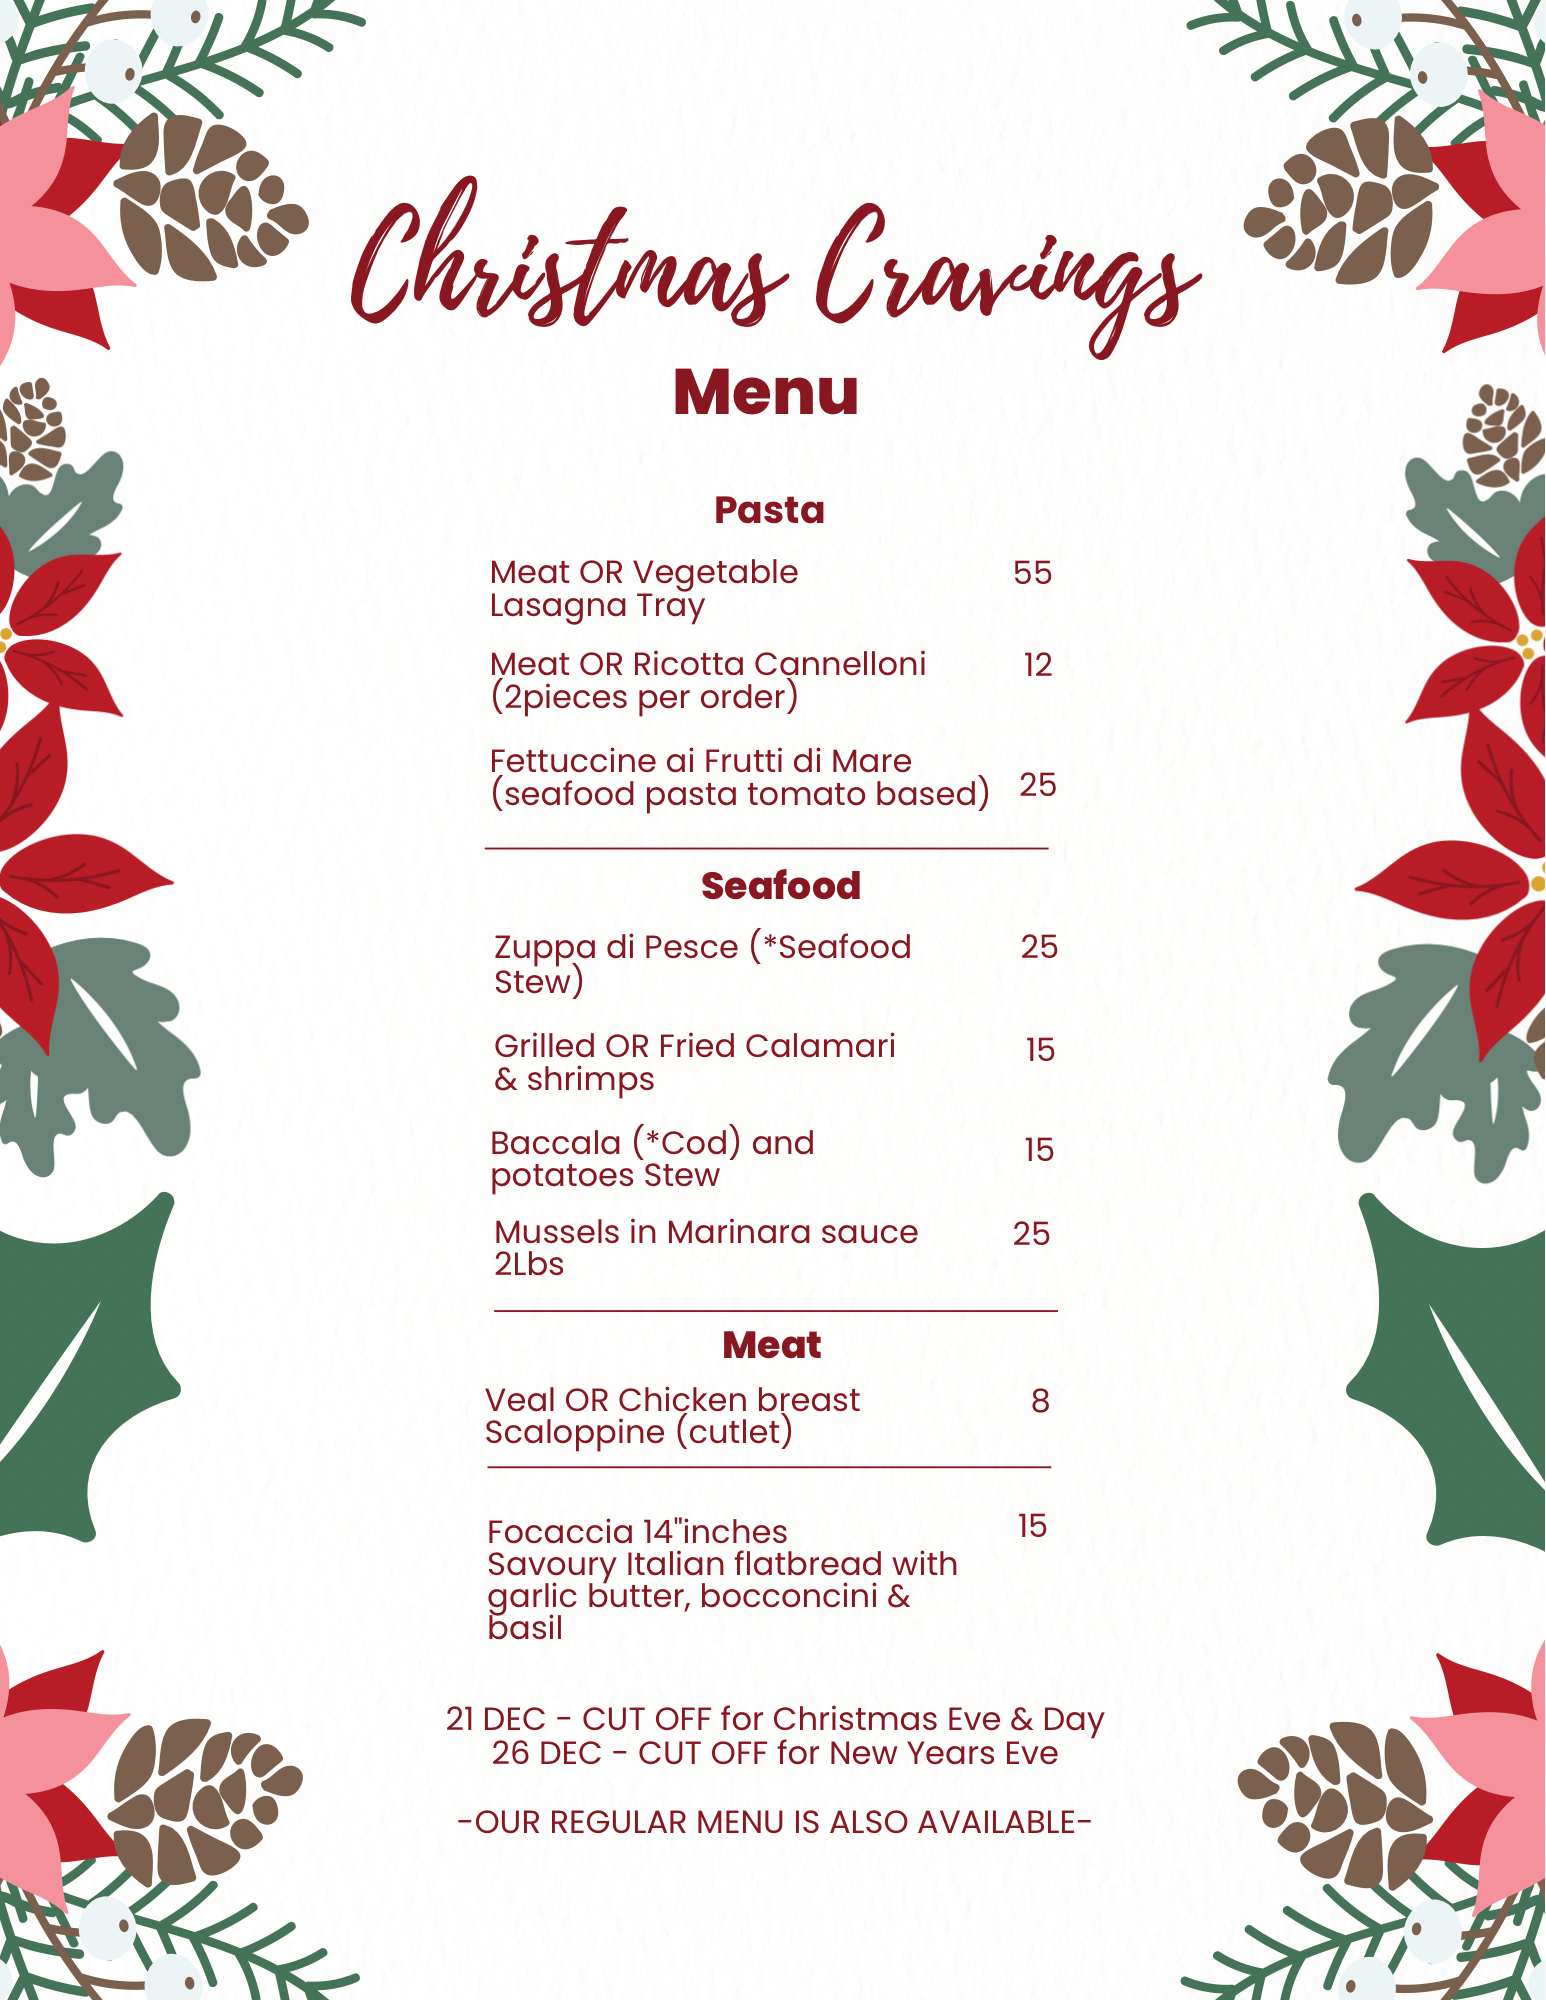 Christmas Cravings
Menu
Pasta
Meat OR Vegetable 55
Lasagna Tray
Meat OR Ricotta Cannelloni 12
(2pieces per order)
Fettuccine ai Frutti di Mare
(seafood pasta tomato based) 25
Seafood
Zuppa di Pesce (*Seafood 25
Stew)
Grilled OR Fried Calamari 15
& shrimps
Baccala (*Cod) and 15
potatoes Stew
Mussels in Marinara sauce 25
2Lbs
Meat
Veal OR Chicken breast 8
Scaloppine (cutlet)
Focaccia 14"inches 15
Savoury Italian flatbread with
garlic butter, bocconcini &
basil
21 DEC - CUT OFF for Christmas Eve & Day
26 DEC - CUT OFF for New Years Eve
-OUR REGULAR MENU IS ALSO AVAILABLE-